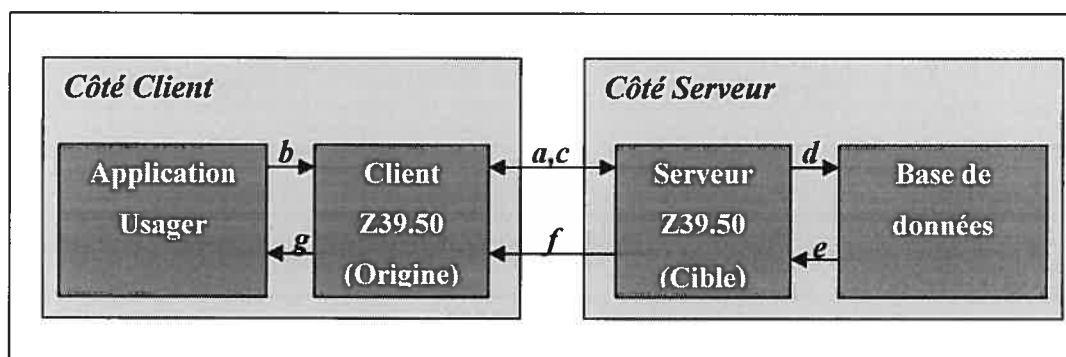 Côté Client
Côté Serveur
Application
Usager
b
g
Client
Z39.50
(Origine)
a,c
f
Serveur
Z39.50
(Cible)
d
e
Base de
données